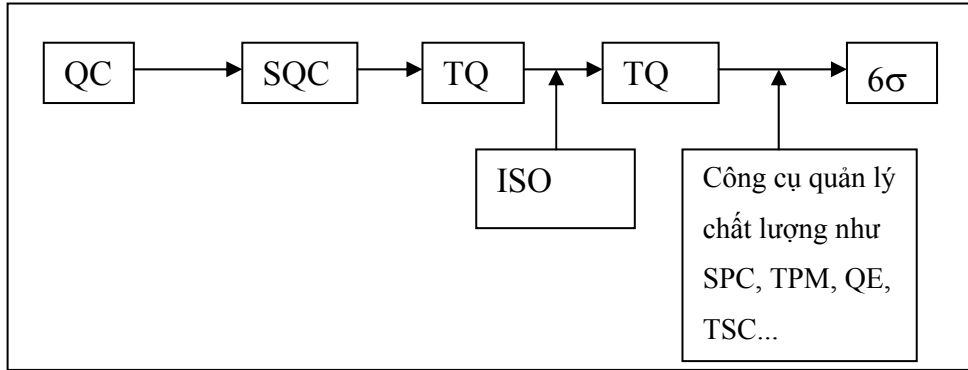 QC
SQC
TQ
TQ
6σ
ISO
Công cụ quản lý
chất lượng như
SPC, TPM, QE,
TSC...